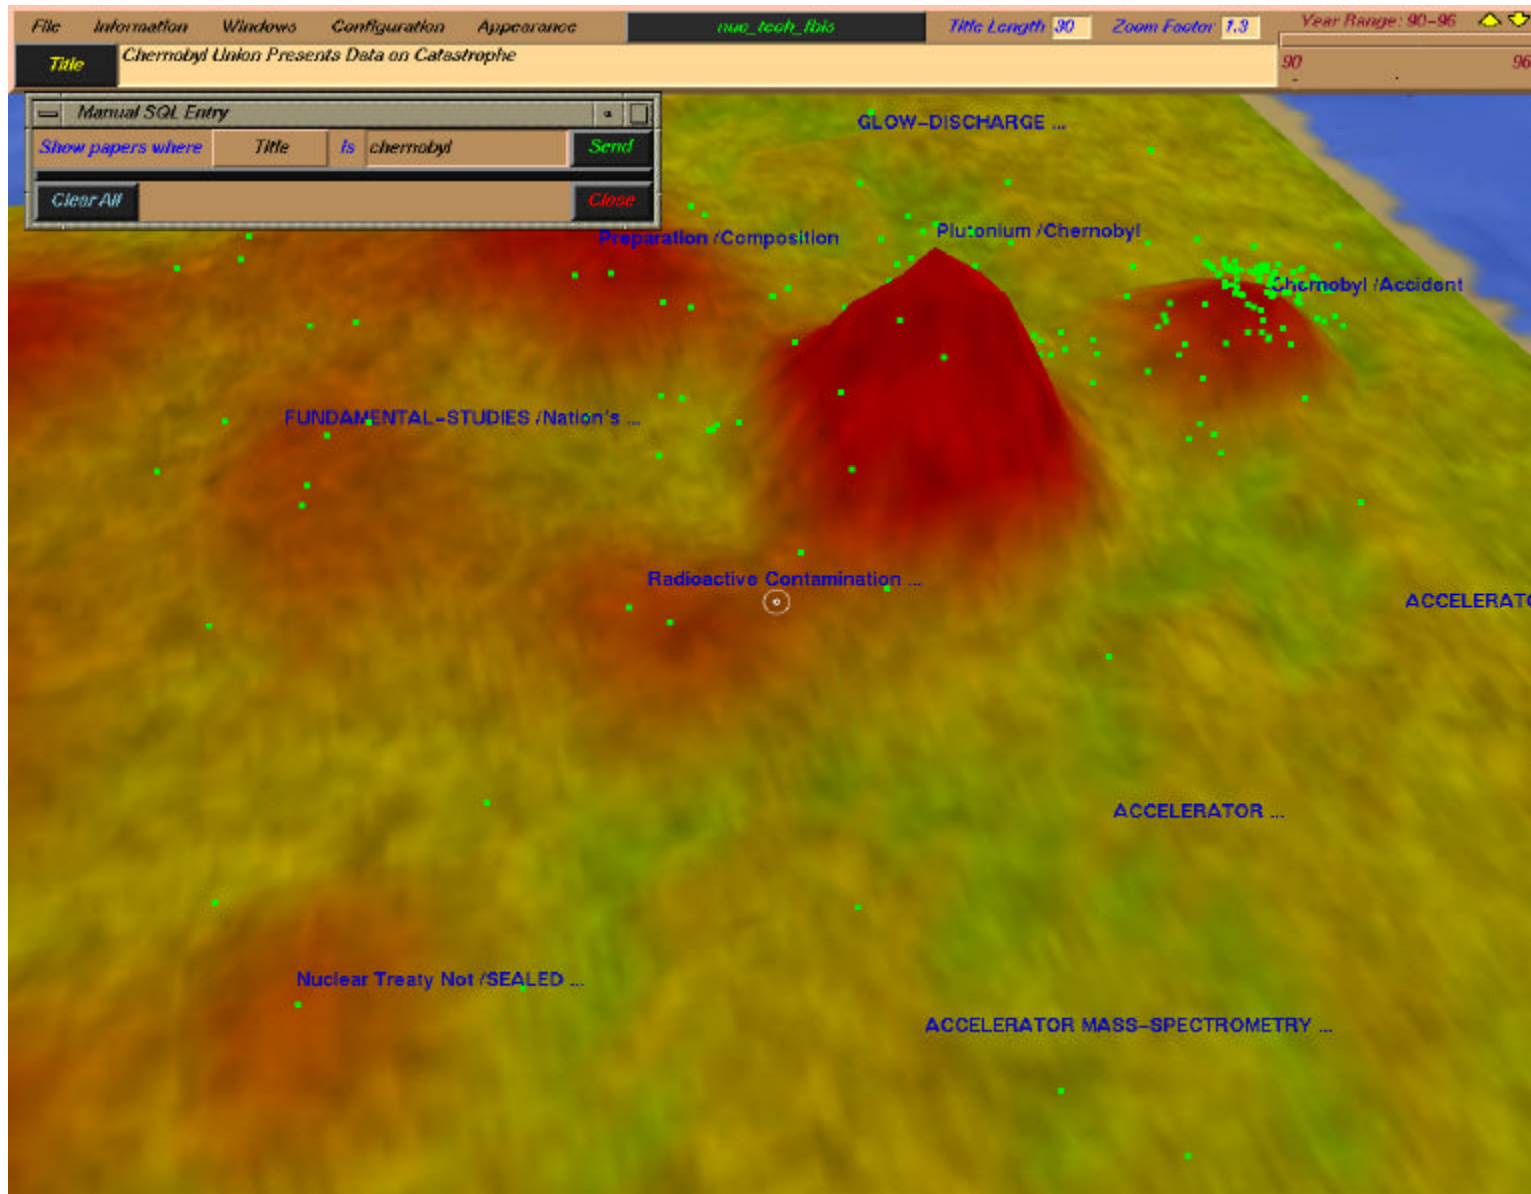 File Information Windows Configuration Appearance nuc_tech_fbis Title Length 30 Zoom Factor 1.3 Year Range: 90-96
Title Chernobyl Union Presents Data on Catastrophe 90 96
Manual SQL Entry
Show papers where Title Is chernobyl Send
Clear All Close
GLOW-DISCHARGE ...
Preparation /Composition
Plutonium /Chernobyl
Chernobyl /Accident
FUNDAMENTAL-STUDIES /Nation's ...
Radioactive Contamination ...
ACCELERATO
ACCELERATOR ...
Nuclear Treaty Not /SEALED ...
ACCELERATOR MASS-SPECTROMETRY ...